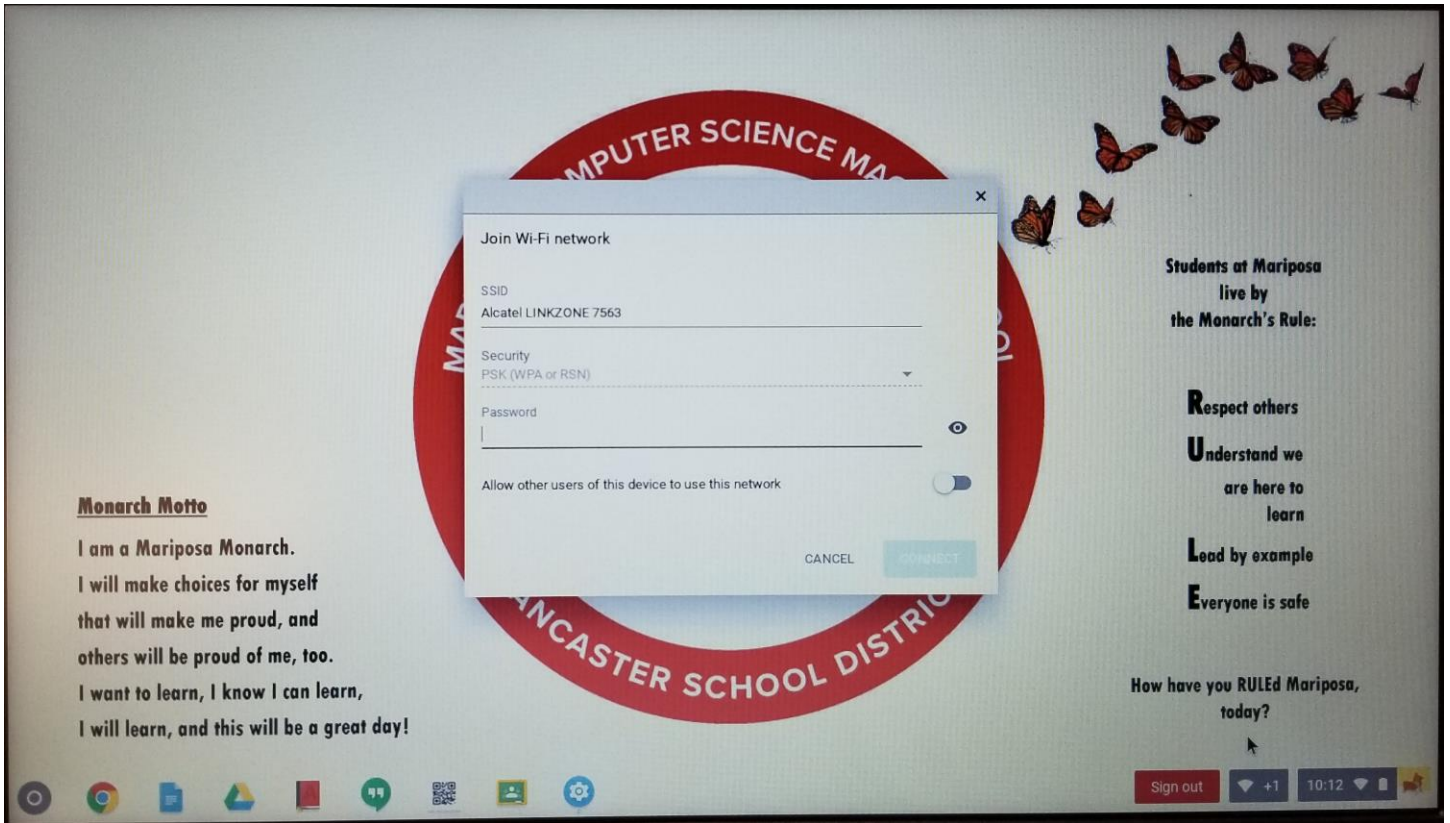 MPUTER SCIENCE MA
Join Wi-Fi network
SSID
Alcatel LINKZONE 7563
Security
PSK (WPA or RSN)
Password
Allow other users of this device to use this network
CANCEL
CONNECT
ANCASTER SCHOOL DISTRIC
Monarch Motto
I am a Mariposa Monarch.
I will make choices for myself
that will make me proud, and
others will be proud of me, too.
I want to learn, I know I can learn,
I will learn, and this will be a great day!
Students at Mariposa
live by
the Monarch's Rule:
Respect others
Understand we
are here to
learn
Lead by example
Everyone is safe
How have you RULEd Mariposa,
today?
Sign out
+1
10:12